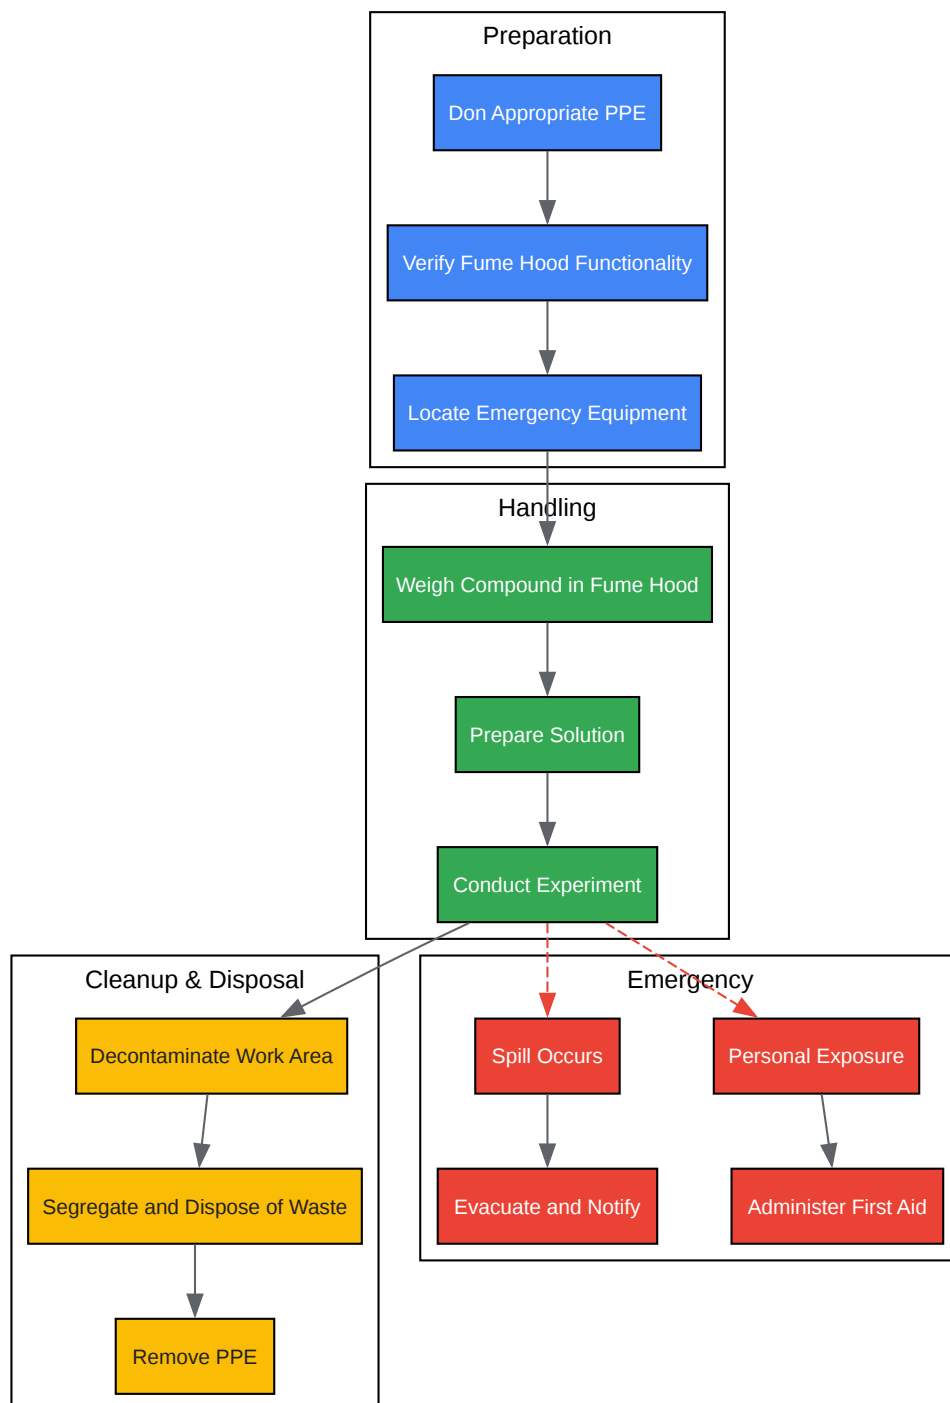 Preparation
Don Appropriate PPE
Verify Fume Hood Functionality
Locate Emergency Equipment
Handling
Weigh Compound in Fume Hood
Prepare Solution
Conduct Experiment
Cleanup & Disposal
Decontaminate Work Area
Segregate and Dispose of Waste
Remove PPE
Emergency
Spill Occurs
Personal Exposure
Evacuate and Notify
Administer First Aid